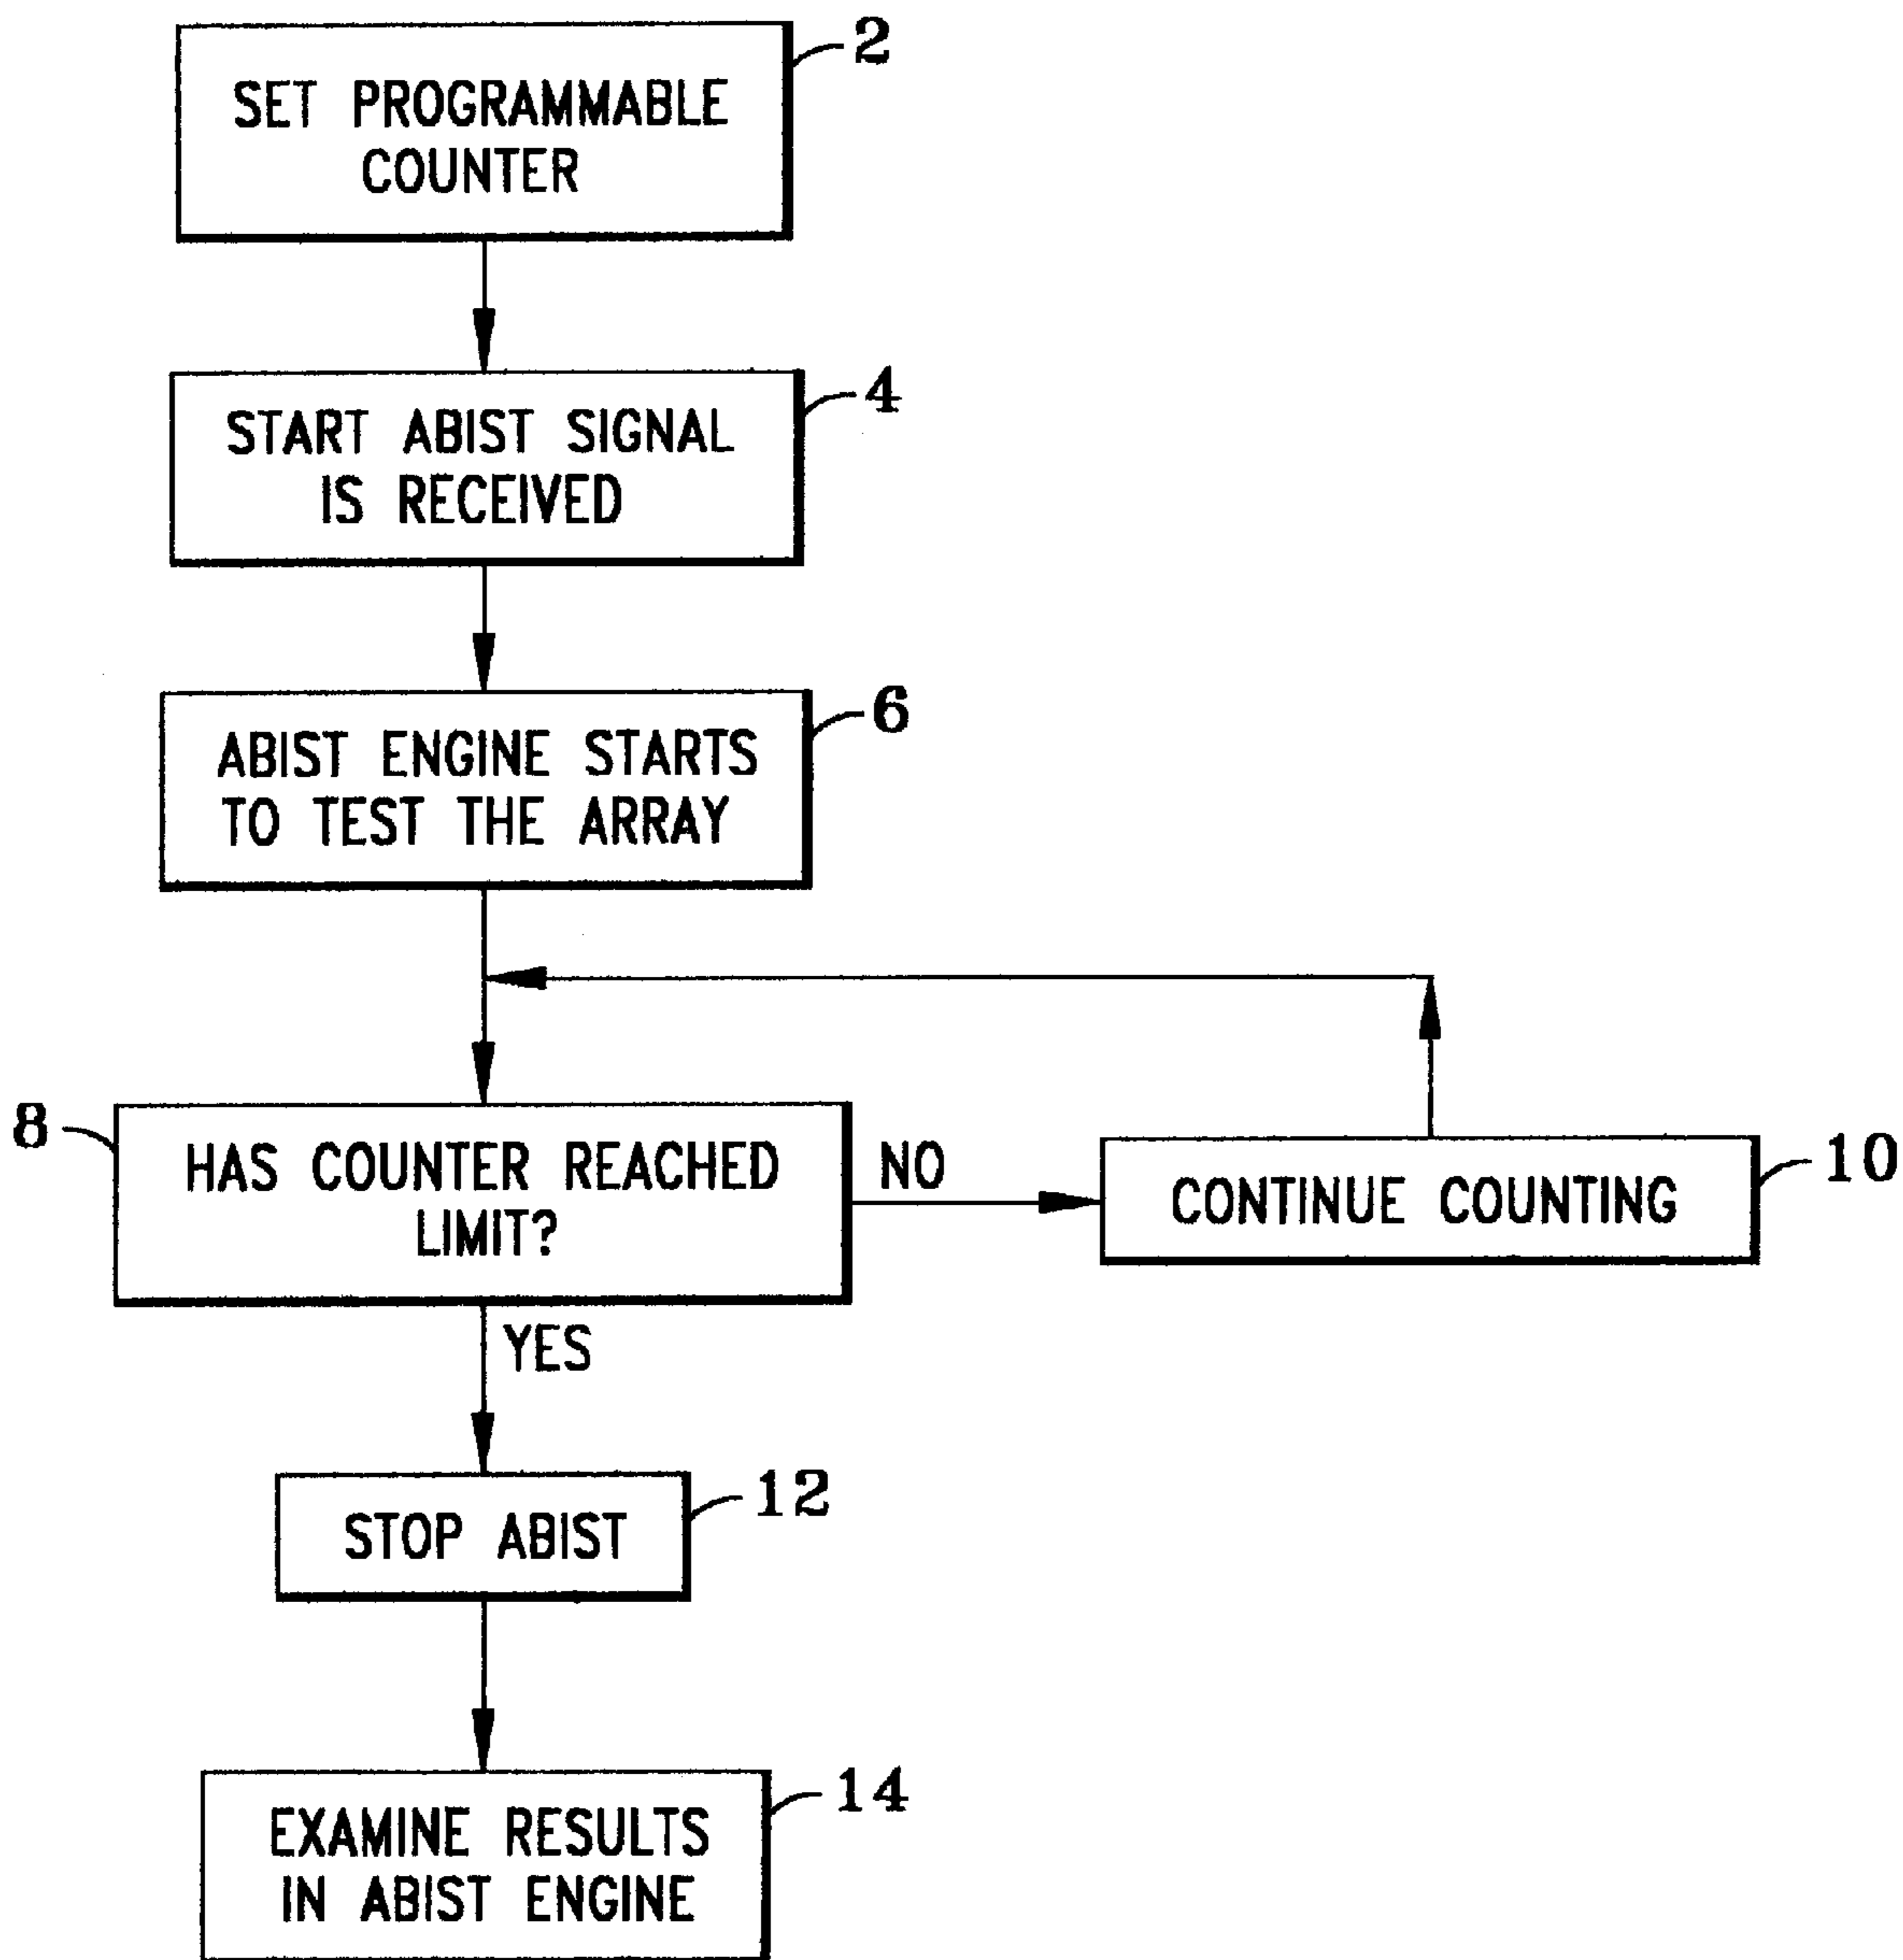 2
SET PROGRAMMABLE
COUNTER
4
START ABIST SIGNAL
IS RECEIVED
6
ABIST ENGINE STARTS
TO TEST THE ARRAY
8
HAS COUNTER REACHED
LIMIT?
NO
10
CONTINUE COUNTING
YES
12
STOP ABIST
14
EXAMINE RESULTS
IN ABIST ENGINE